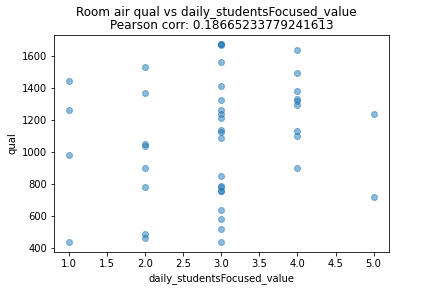 Room air qual vs daily_studentsFocused_value
Pearson corr: 0.18665233779241613
1600
1400
1200
1000
800
600
400
qual
1.0 1.5 2.0 2.5 3.0 3.5 4.0 4.5 5.0
daily_studentsFocused_value